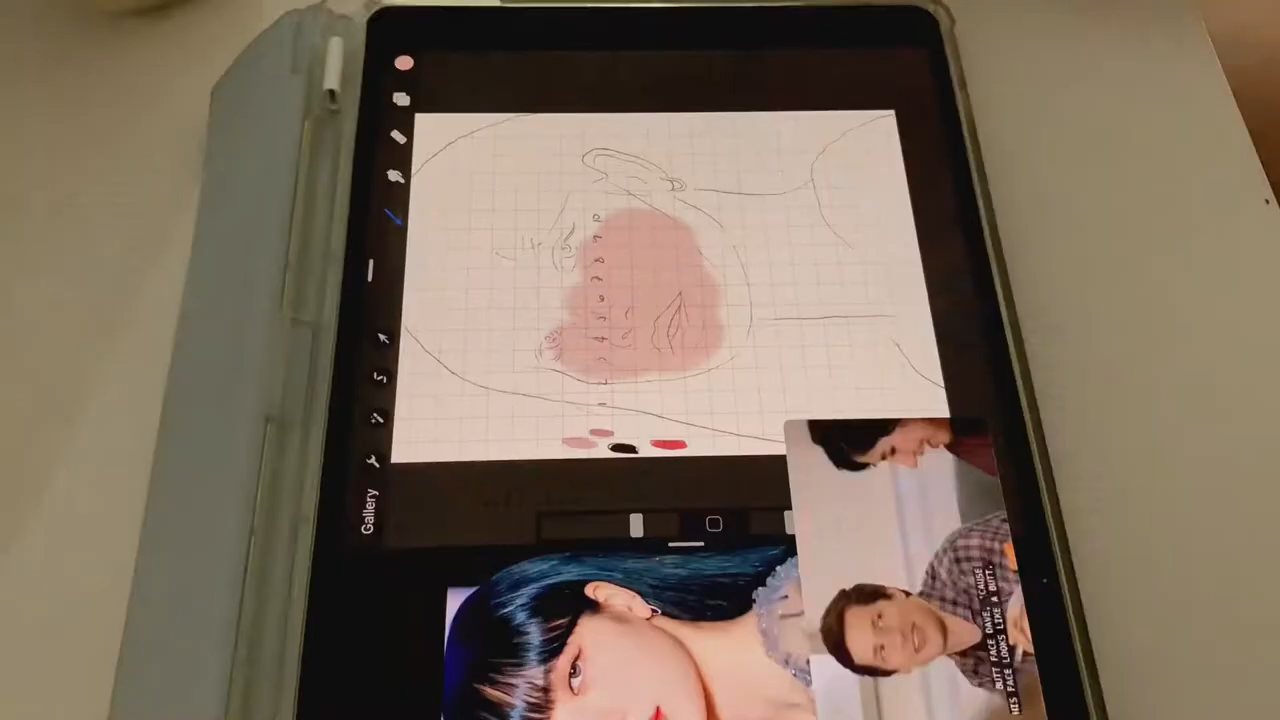 Gallery
BUTT FACE DAVE, 'CAUSE
HIS FACE LOOKS LIKE A BUTT.